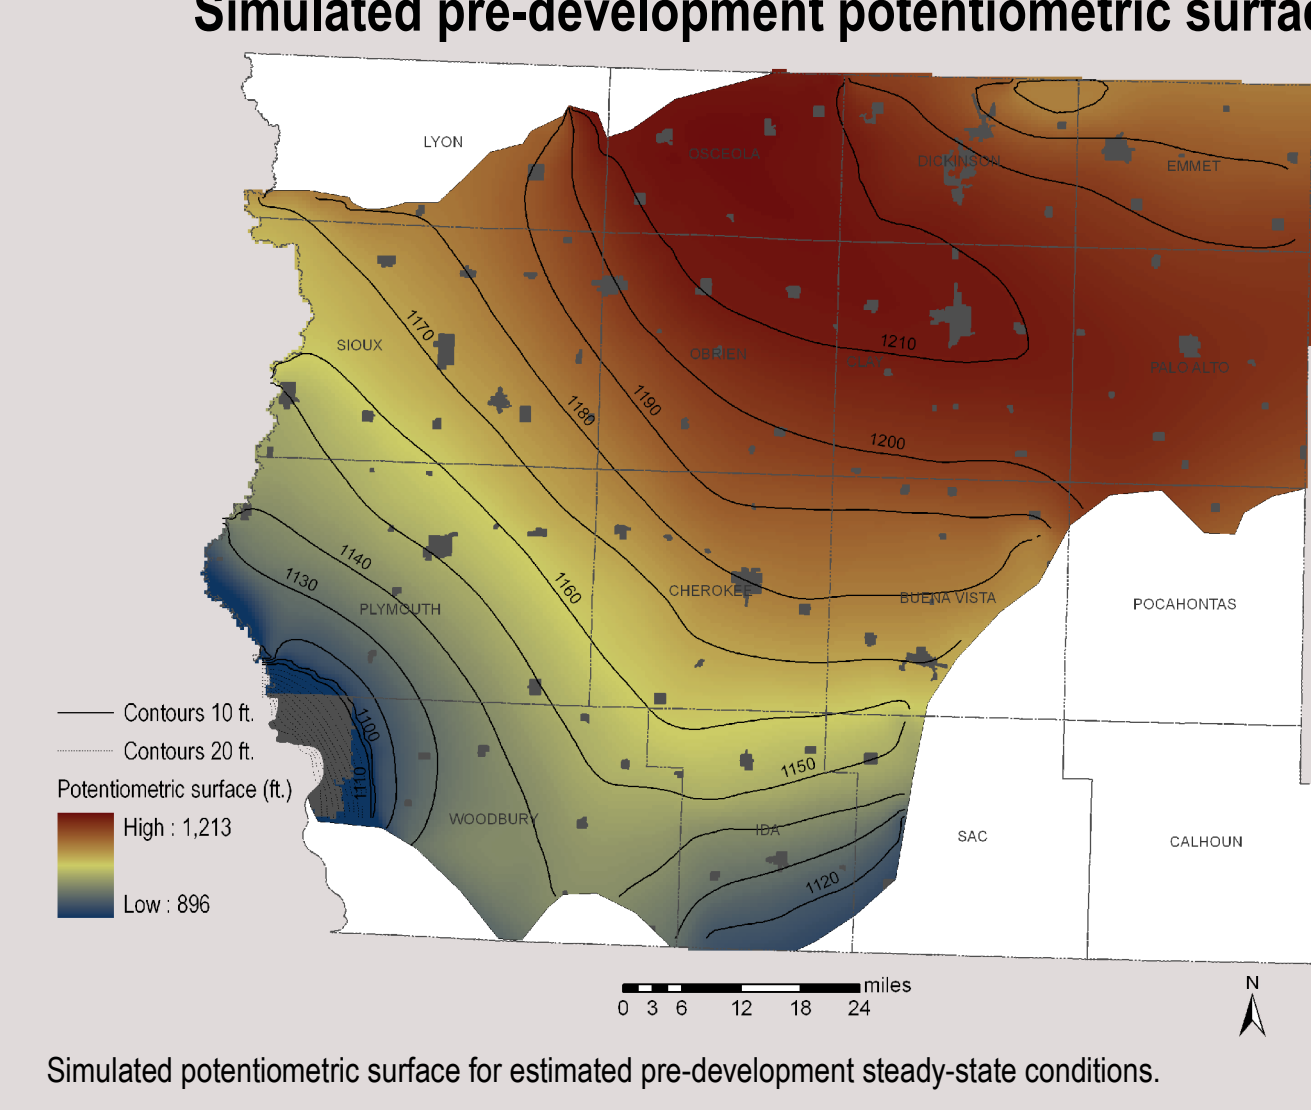 Simulated pre-development potentiometric surfac
LYON
OSCEOLA
DICKINSON
EMMET
1170
SIOUX
1210
OBRIEN
CLAY
PALO ALTO
1190
1180
1200
1140
1130
1160
PLYMOUTH
CHEROKEE
BUENA VISTA
POCAHONTAS
1100
1110
1150
WOODBURY
IDA
SAC
CALHOUN
1120
Contours 10 ft.
Contours 20 ft.
Potentiometric surface (ft.)
High : 1,213
Low : 896
miles
0 3 6 12 18 24
N
Simulated potentiometric surface for estimated pre-development steady-state conditions.